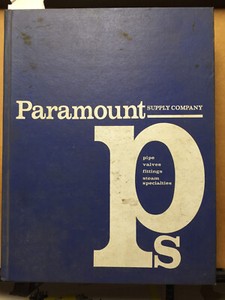 Paramount SUPPLY COMPANY
pipe
valves
fittings
steam
specialties
ps